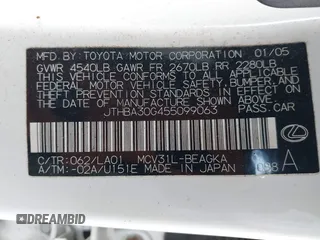 MFD. BY TOYOTA MOTOR CORPORATION 01/05
GVWR 4540LB GAWR FR 2670LB RR 2280LB
THIS VEHICLE CONFORMS TO ALL APPLICABLE
FEDERAL MOTOR VEHICLE SAFETY, BUMPER, AND
THEFT PREVENTION STANDARDS IN EFFECT ON
THE DATE OF MANUFACTURE SHOWN ABOVE.
JTHBA30G455099063 PASS.CAR
C/TR:062/LA01 MCV31L-BEAGKA
A/TM:-02A/U151E MADE IN JAPAN
A
DealerCenter